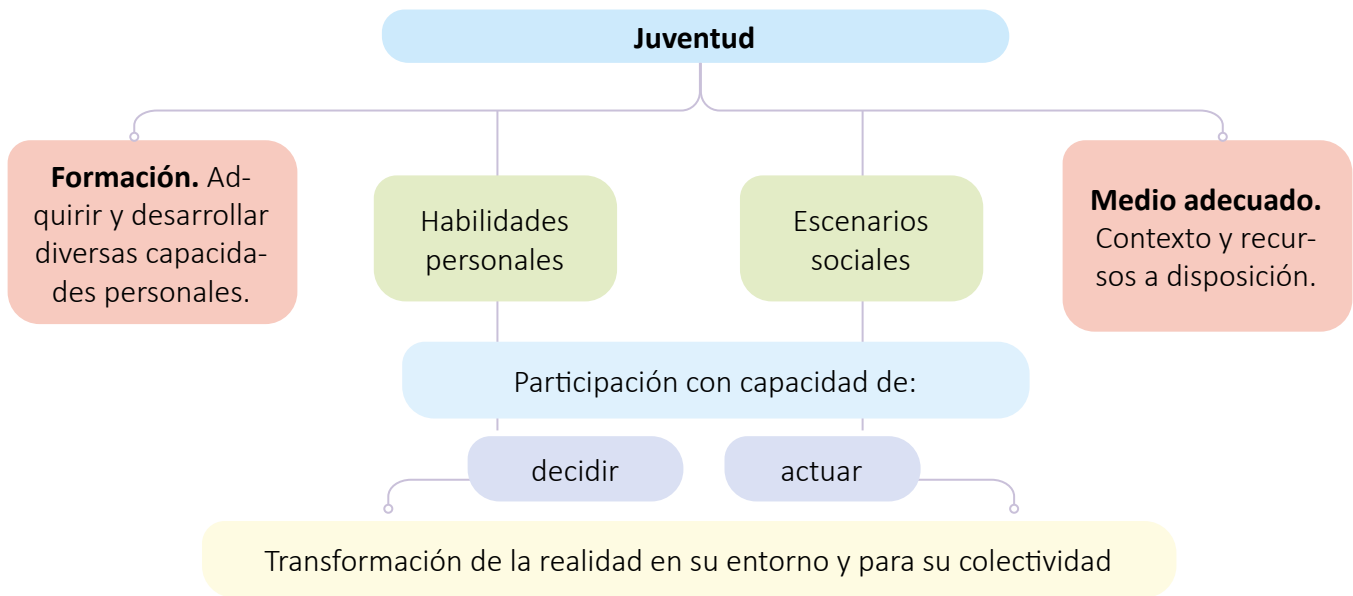 Juventud
Formación. Ad-
quirir y desarrollar
diversas capacida-
des personales.
Habilidades
personales
Escenarios
sociales
Medio adecuado.
Contexto y recur-
sos a disposición.
Participación con capacidad de:
decidir
actuar
Transformación de la realidad en su entorno y para su colectividad